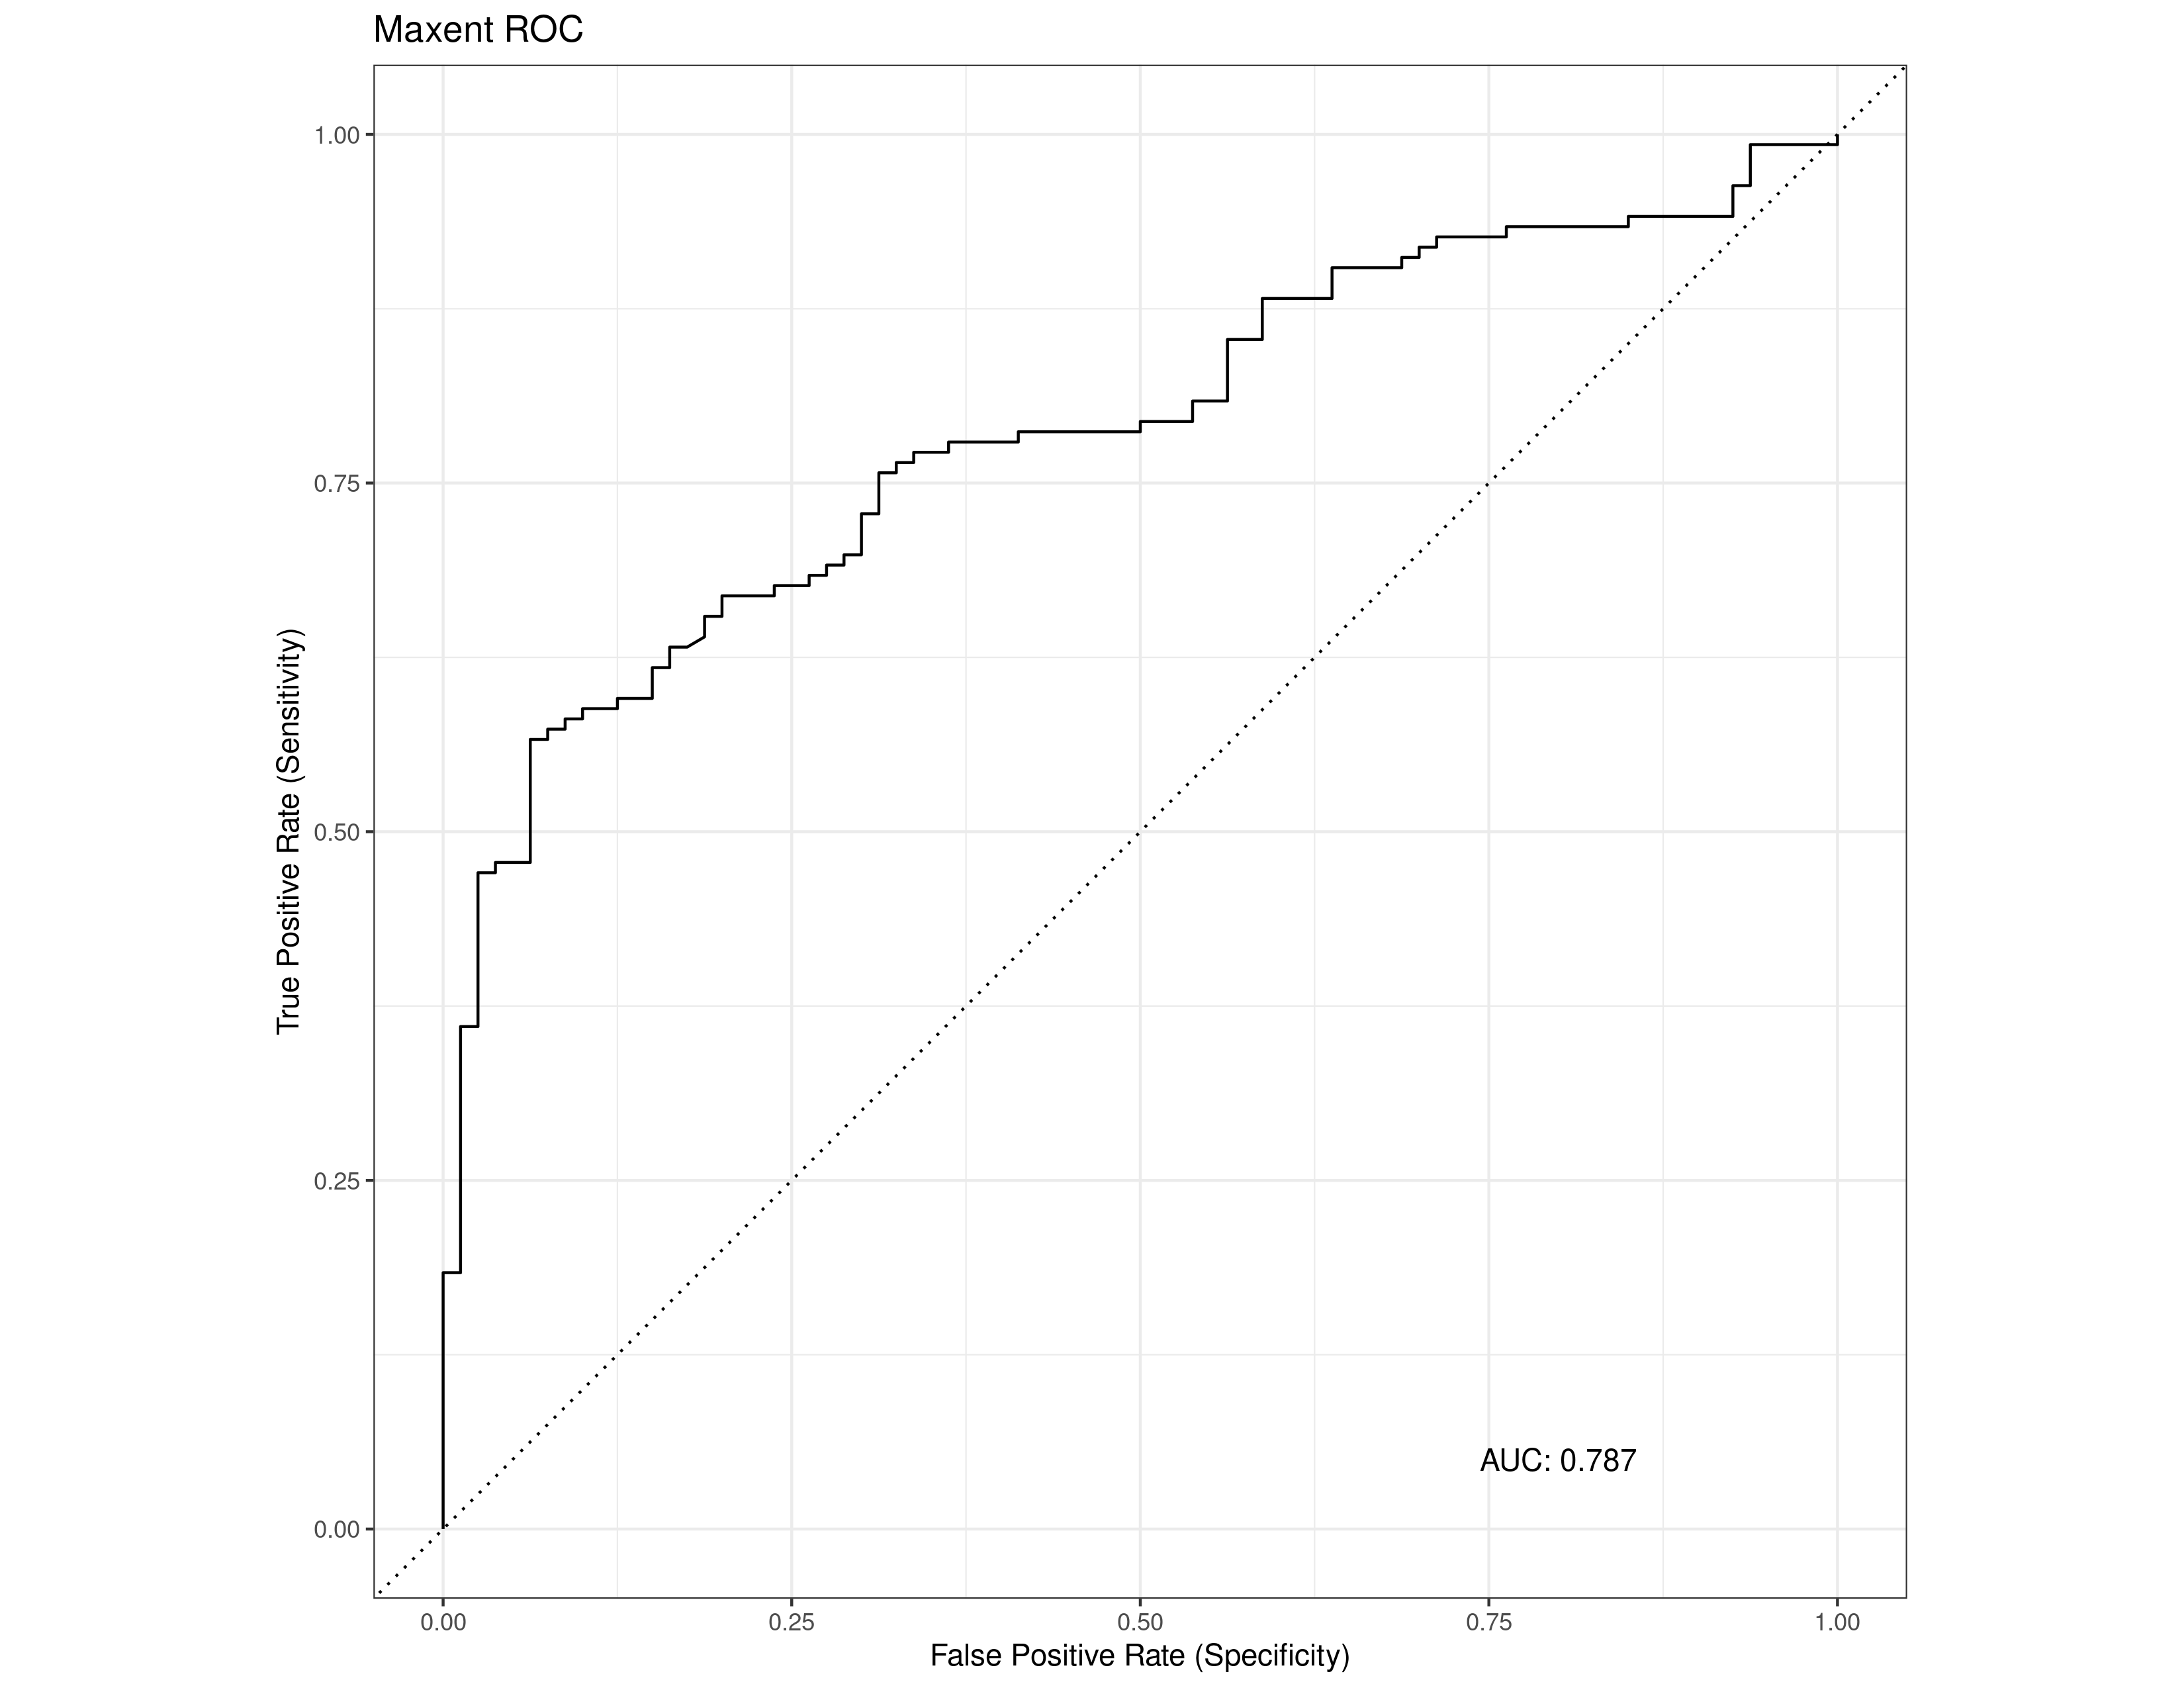 Maxent ROC
True Positive Rate (Sensitivity)
1.00
0.75
0.50
0.25
0.00
AUC: 0.787
0.00 0.25 0.50 0.75 1.00
False Positive Rate (Specificity)